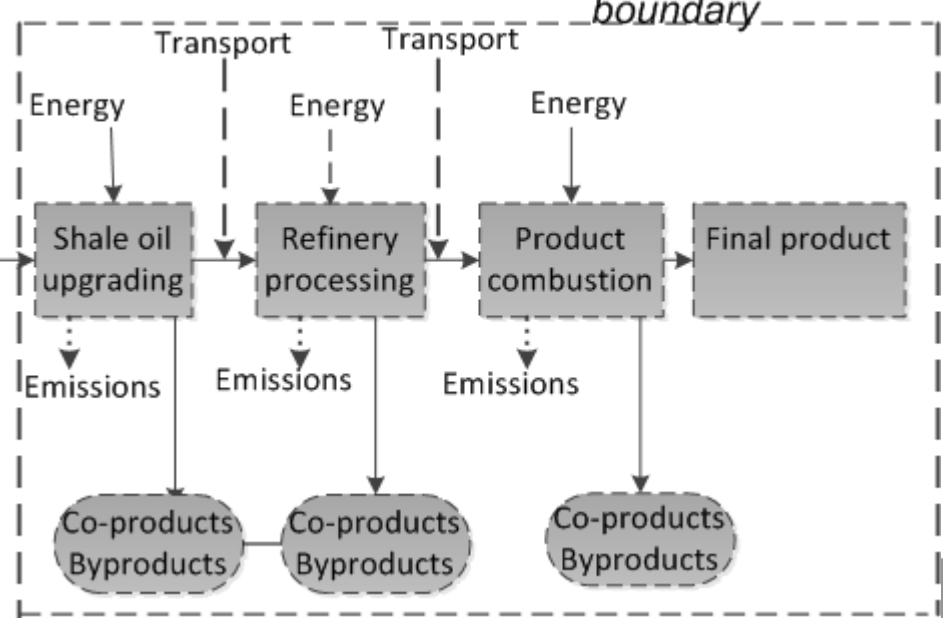 boundary
Transport
Transport
Energy
Energy
Energy
Shale oil
upgrading
Refinery
processing
Product
combustion
Final product
Emissions
Emissions
Emissions
Co-products
Byproducts
Co-products
Byproducts
Co-products
Byproducts